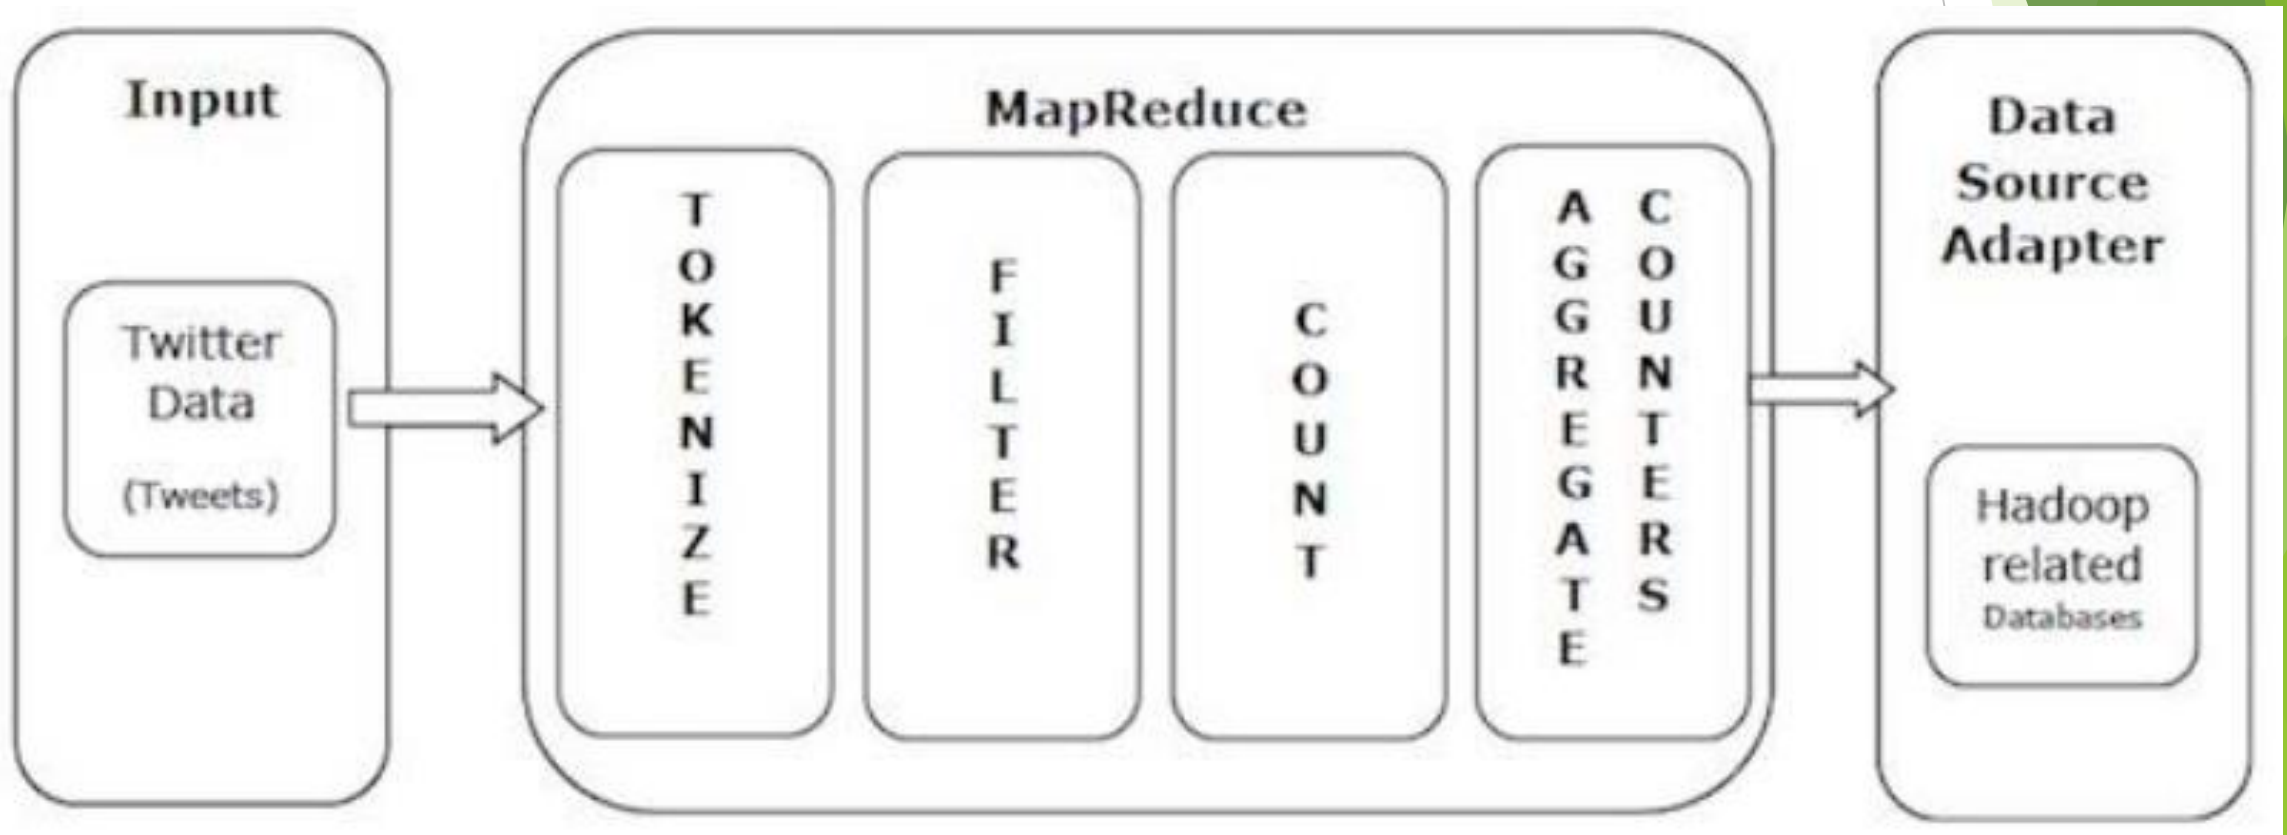 Input
Twitter
Data
(Tweets)
MapReduce
TOKENIZE
FILTER
COUNT
AGGREGATE
COUNTERS
Data
Source
Adapter
Hadoop
related
Databases